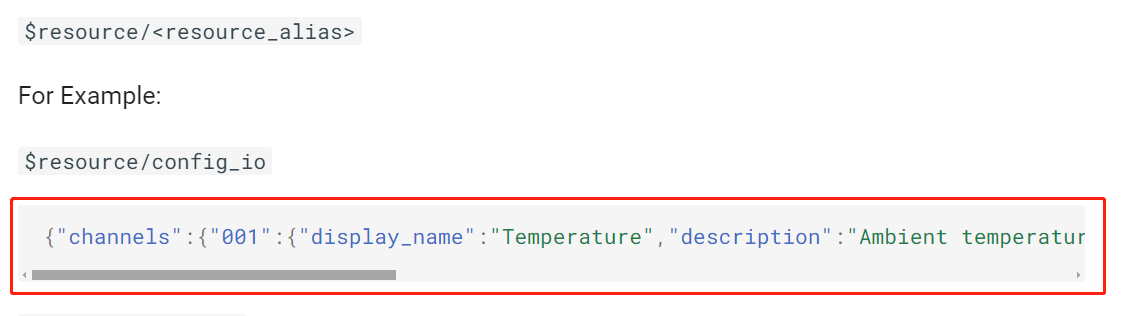 $resource/<resource_alias>
For Example:
$resource/config_io
{"channels":{"001":{"display_name":"Temperature","description":"Ambient temperatur